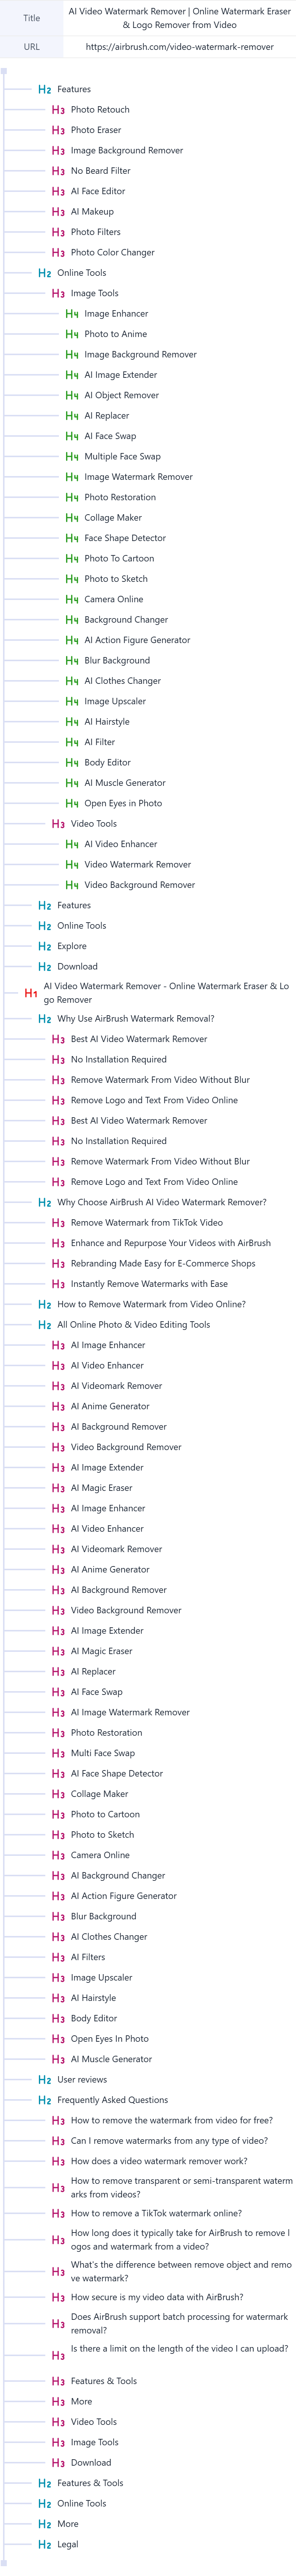 Title
AI Video Watermark Remover | Online Watermark Eraser
& Logo Remover from Video
URL
https://airbrush.com/video-watermark-remover
H2 Features
H3 Photo Retouch
H3 Photo Eraser
H3 Image Background Remover
H3 No Beard Filter
H3 AI Face Editor
H3 AI Makeup
H3 Photo Filters
H3 Photo Color Changer
H2 Online Tools
H3 Image Tools
H4 Image Enhancer
H4 Photo to Anime
H4 Image Background Remover
H4 AI Image Extender
H4 AI Object Remover
H4 AI Replacer
H4 AI Face Swap
H4 Multiple Face Swap
H4 Image Watermark Remover
H4 Photo Restoration
H4 Collage Maker
H4 Face Shape Detector
H4 Photo To Cartoon
H4 Photo to Sketch
H4 Camera Online
H4 Background Changer
H4 AI Action Figure Generator
H4 Blur Background
H4 AI Clothes Changer
H4 Image Upscaler
H4 AI Hairstyle
H4 AI Filter
H4 Body Editor
H4 AI Muscle Generator
H4 Open Eyes in Photo
H3 Video Tools
H4 AI Video Enhancer
H4 Video Watermark Remover
H4 Video Background Remover
H2 Features
H2 Online Tools
H2 Explore
H2 Download
H1 AI Video Watermark Remover - Online Watermark Eraser & Lo
go Remover
H2 Why Use AirBrush Watermark Removal?
H3 Best AI Video Watermark Remover
H3 No Installation Required
H3 Remove Watermark From Video Without Blur
H3 Remove Logo and Text From Video Online
H3 Best AI Video Watermark Remover
H3 No Installation Required
H3 Remove Watermark From Video Without Blur
H3 Remove Logo and Text From Video Online
H2 Why Choose AirBrush AI Video Watermark Remover?
H3 Remove Watermark from TikTok Video
H3 Enhance and Repurpose Your Videos with AirBrush
H3 Rebranding Made Easy for E-Commerce Shops
H3 Instantly Remove Watermarks with Ease
H2 How to Remove Watermark from Video Online?
H2 All Online Photo & Video Editing Tools
H3 AI Image Enhancer
H3 AI Video Enhancer
H3 AI Videomark Remover
H3 AI Anime Generator
H3 AI Background Remover
H3 Video Background Remover
H3 AI Image Extender
H3 AI Magic Eraser
H3 AI Image Enhancer
H3 AI Video Enhancer
H3 AI Videomark Remover
H3 AI Anime Generator
H3 AI Background Remover
H3 Video Background Remover
H3 AI Image Extender
H3 AI Magic Eraser
H3 AI Replacer
H3 AI Face Swap
H3 AI Image Watermark Remover
H3 Photo Restoration
H3 Multi Face Swap
H3 AI Face Shape Detector
H3 Collage Maker
H3 Photo to Cartoon
H3 Photo to Sketch
H3 Camera Online
H3 AI Background Changer
H3 AI Action Figure Generator
H3 Blur Background
H3 AI Clothes Changer
H3 AI Filters
H3 Image Upscaler
H3 AI Hairstyle
H3 Body Editor
H3 Open Eyes In Photo
H3 AI Muscle Generator
H2 User reviews
H2 Frequently Asked Questions
H3 How to remove the watermark from video for free?
H3 Can I remove watermarks from any type of video?
H3 How does a video watermark remover work?
H3 How to remove transparent or semi-transparent waterm
arks from videos?
H3 How to remove a TikTok watermark online?
H3 How long does it typically take for AirBrush to remove l
ogos and watermark from a video?
H3 What's the difference between remove object and remo
ve watermark?
H3 How secure is my video data with AirBrush?
H3 Does AirBrush support batch processing for watermark
removal?
H3 Is there a limit on the length of the video I can upload?
H3 Features & Tools
H3 More
H3 Video Tools
H3 Image Tools
H3 Download
H2 Features & Tools
H2 Online Tools
H2 More
H2 Legal